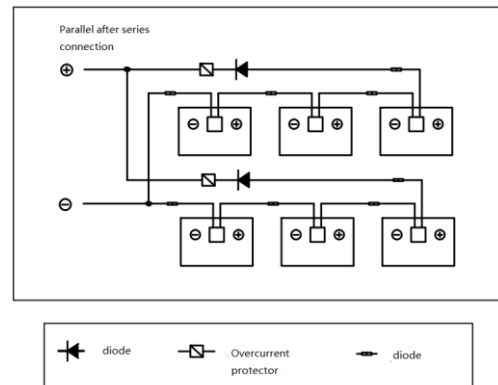 Parallel after series
connection
⊕
⊖ ⊕ ⊖ ⊕ ⊖ ⊕
⊖
⊖ ⊕ ⊖ ⊕ ⊖ ⊕
diode
Overcurrent
protector
diode